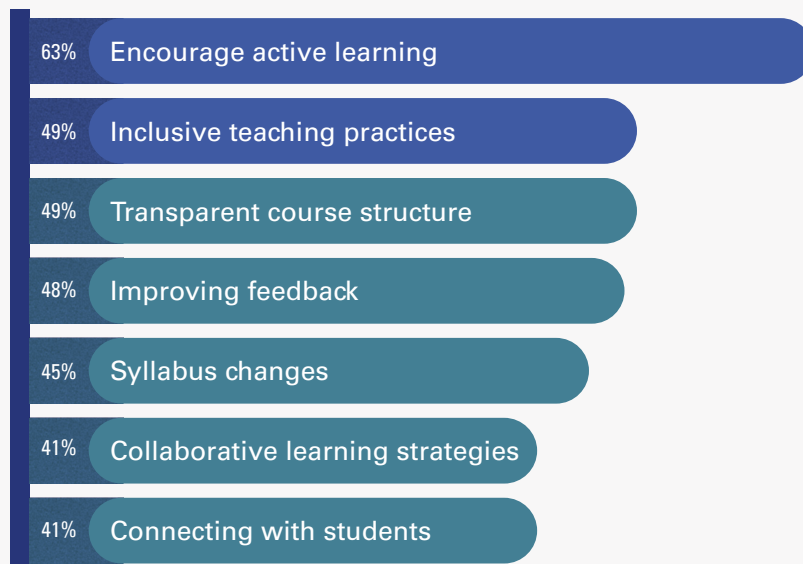 63% Encourage active learning
49% Inclusive teaching practices
49% Transparent course structure
48% Improving feedback
45% Syllabus changes
41% Collaborative learning strategies
41% Connecting with students